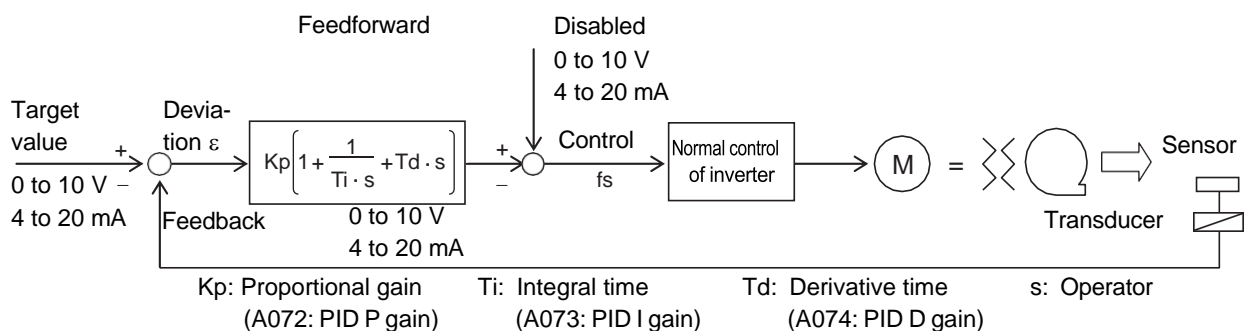 Feedforward
Disabled
0 to 10 V
4 to 20 mA
Target
value
+
−
0 to 10 V
4 to 20 mA
Devia-
tion ε
Feedback
Kp(1+ 1/Ti · s +Td · s)
0 to 10 V
4 to 20 mA
+
−
Control
fs
Normal control
of inverter
M
=
Sensor
Transducer
Kp: Proportional gain
(A072: PID P gain)
Ti: Integral time
(A073: PID I gain)
Td: Derivative time
(A074: PID D gain)
s: Operator